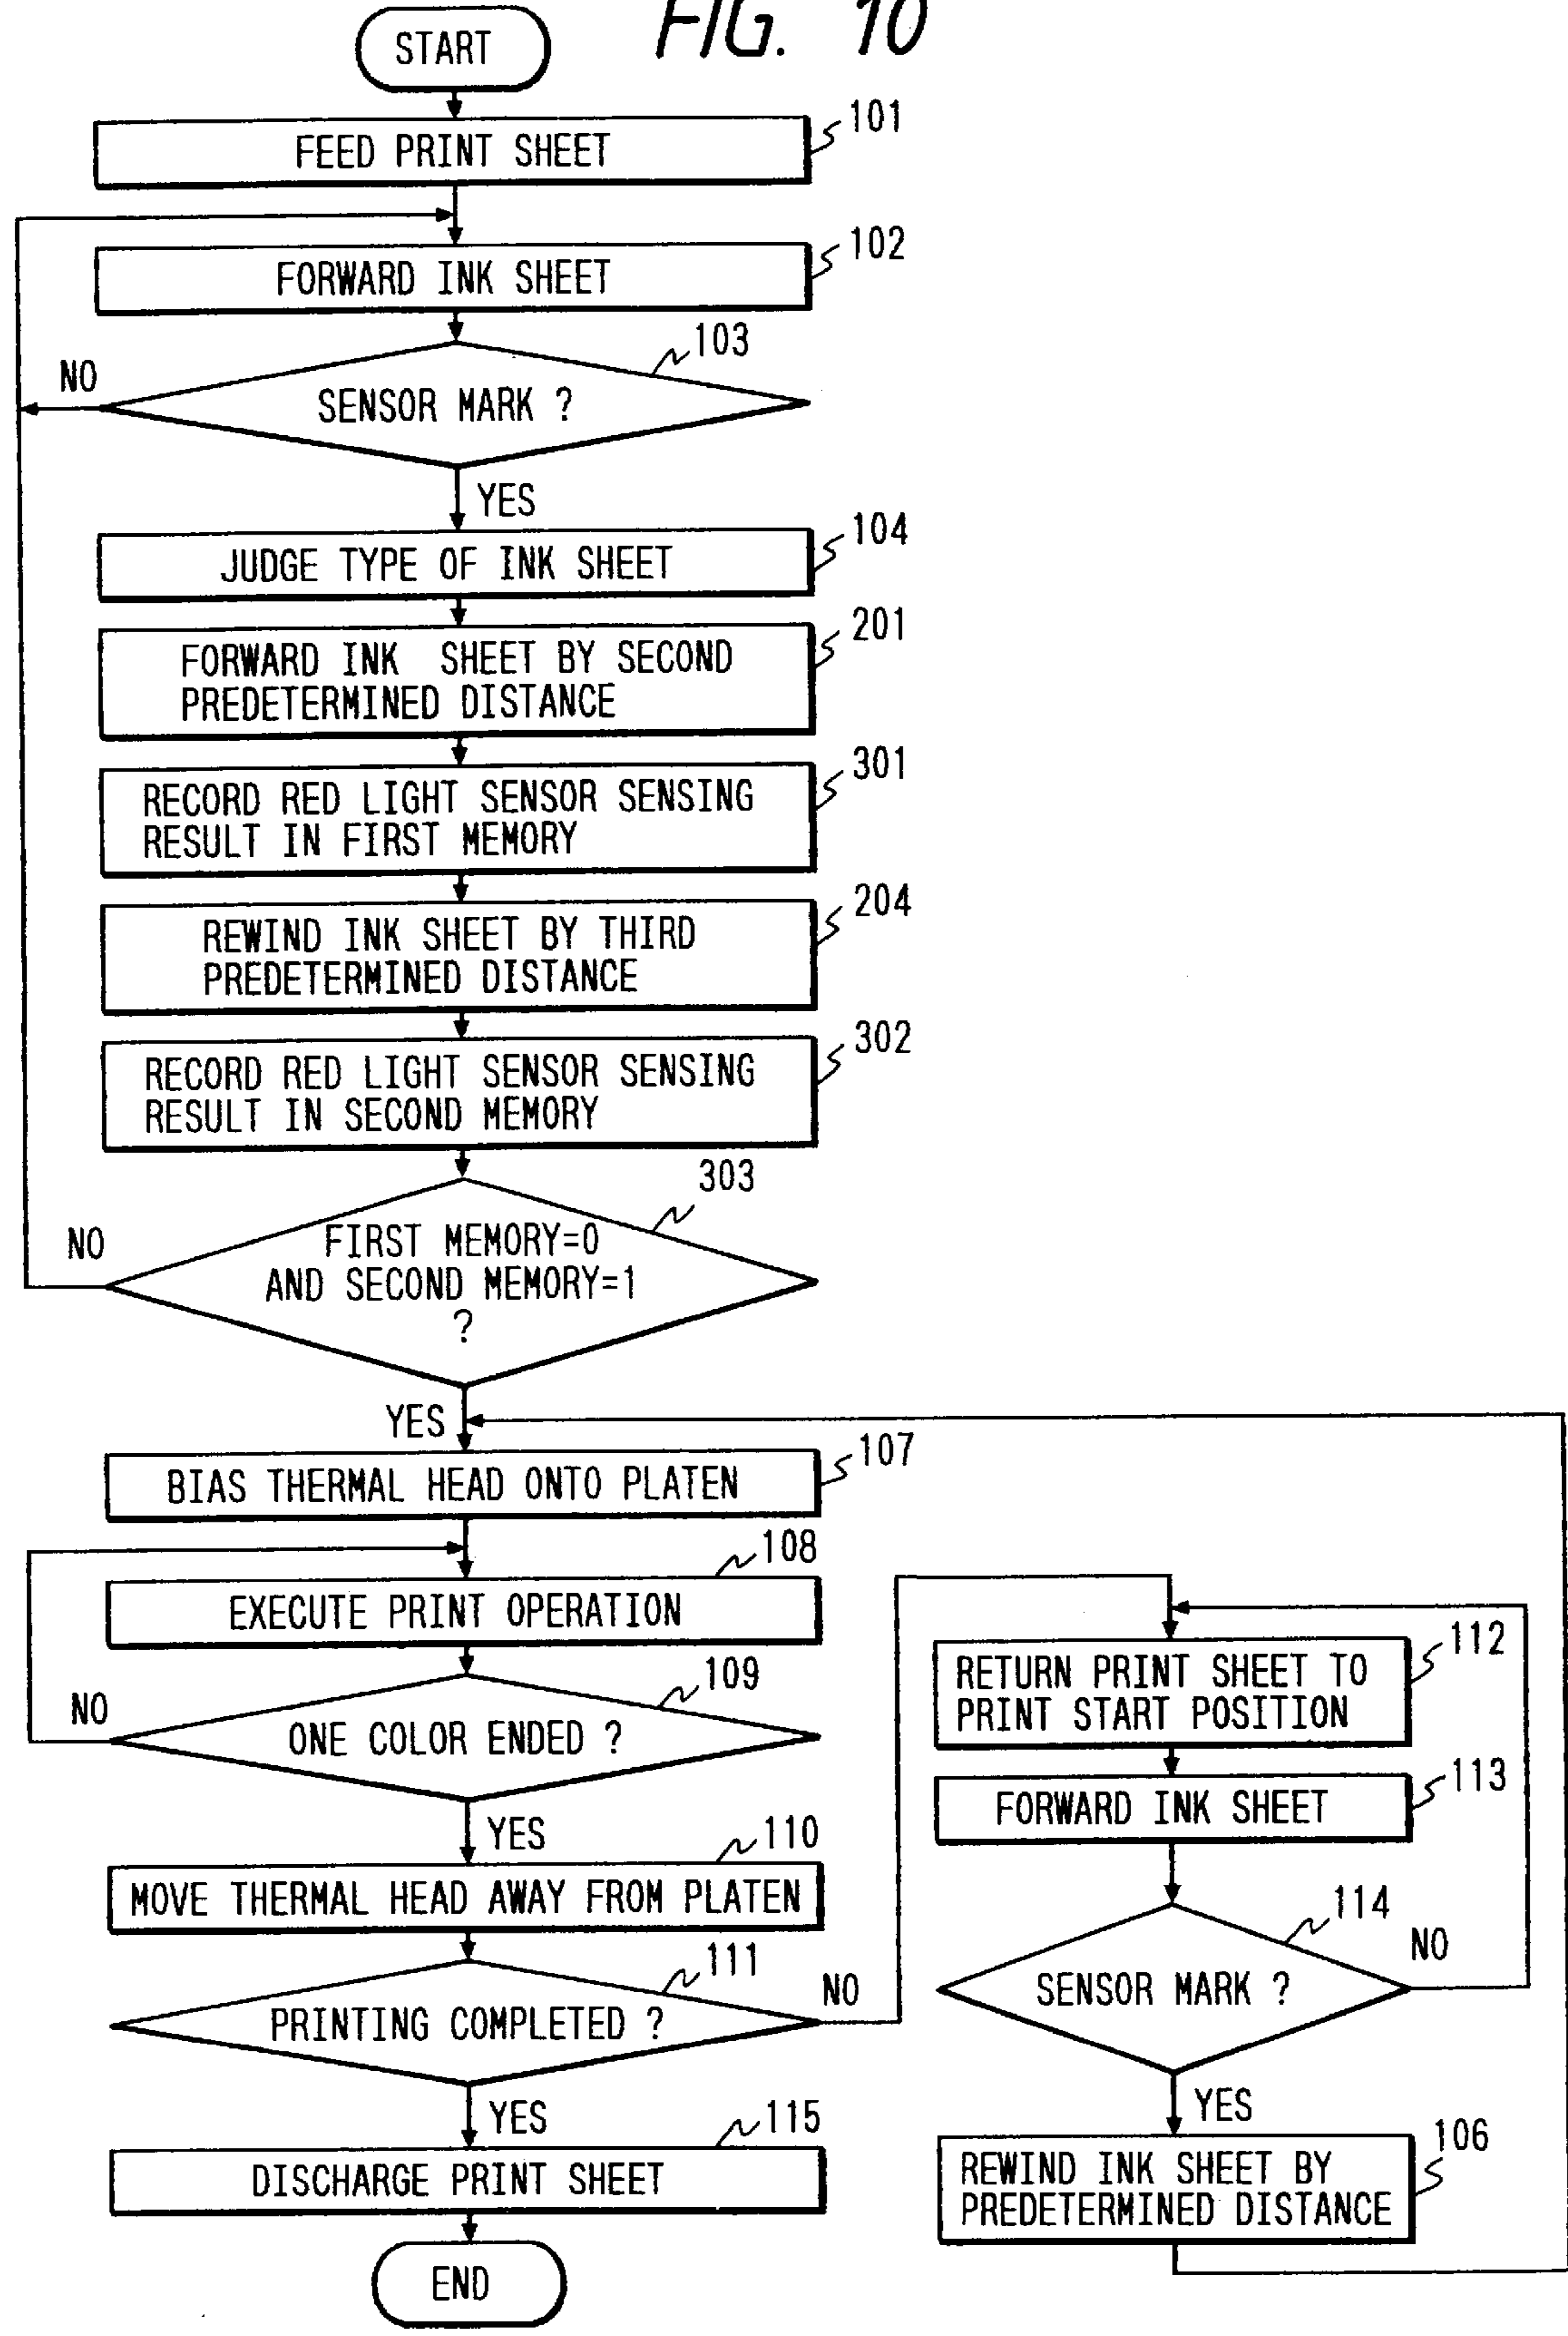 FIG. 10
START
101
FEED PRINT SHEET
102
FORWARD INK SHEET
103
NO
SENSOR MARK ?
YES
104
JUDGE TYPE OF INK SHEET
201
FORWARD INK SHEET BY SECOND
PREDETERMINED DISTANCE
301
RECORD RED LIGHT SENSOR SENSING
RESULT IN FIRST MEMORY
204
REWIND INK SHEET BY THIRD
PREDETERMINED DISTANCE
302
RECORD RED LIGHT SENSOR SENSING
RESULT IN SECOND MEMORY
303
NO
FIRST MEMORY=0
AND SECOND MEMORY=1
?
YES
107
BIAS THERMAL HEAD ONTO PLATEN
108
EXECUTE PRINT OPERATION
109
NO
ONE COLOR ENDED ?
YES
110
MOVE THERMAL HEAD AWAY FROM PLATEN
111
NO
PRINTING COMPLETED ?
YES
115
DISCHARGE PRINT SHEET
END
112
RETURN PRINT SHEET TO
PRINT START POSITION
113
FORWARD INK SHEET
114
NO
SENSOR MARK ?
YES
106
REWIND INK SHEET BY
PREDETERMINED DISTANCE